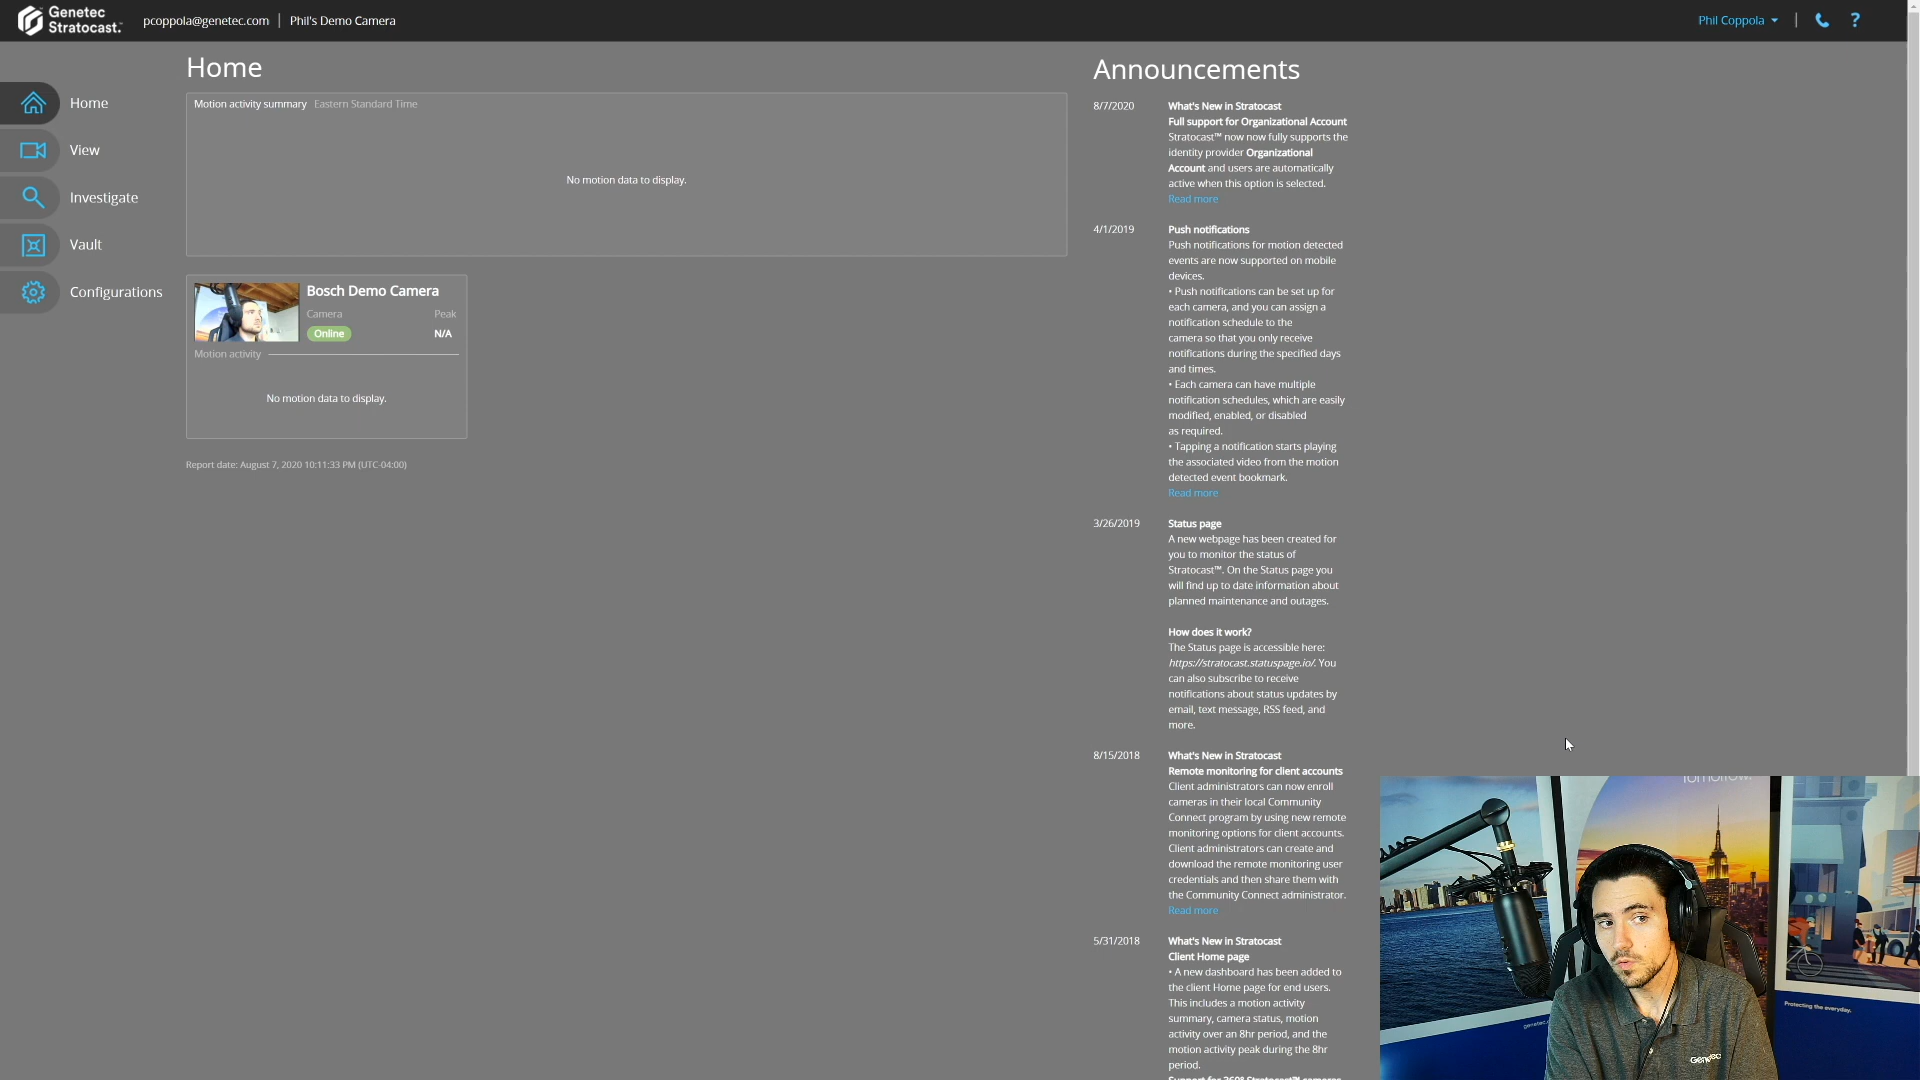 Genetec
Stratocast™
pcoppola@genetec.com | Phil's Demo Camera
Phil Coppola
?
Home
View
Investigate
Vault
Configurations
Home
Motion activity summary Eastern Standard Time
No motion data to display.
Bosch Demo Camera
Camera
Peak
Online
N/A
Motion activity
No motion data to display.
Report date: August 7, 2020 10:11:33 PM (UTC-04:00)
Announcements
8/7/2020
What's New in Stratocast
Full support for Organizational Account
Stratocast™ now now fully supports the
identity provider Organizational
Account and users are automatically
active when this option is selected.
Read more
4/1/2019
Push notifications
Push notifications for motion detected
events are now supported on mobile
devices.
• Push notifications can be set up for
each camera, and you can assign a
notification schedule to the
camera so that you only receive
notifications during the specified days
and times.
• Each camera can have multiple
notification schedules, which are easily
modified, enabled, or disabled
as required.
• Tapping a notification starts playing
the associated video from the motion
detected event bookmark.
Read more
3/26/2019
Status page
A new webpage has been created for
you to monitor the status of
Stratocast™. On the Status page you
will find up to date information about
planned maintenance and outages.
How does it work?
The Status page is accessible here:
https://stratocast.statuspage.io/. You
can also subscribe to receive
notifications about status updates by
email, text message, RSS feed, and
more.
8/15/2018
What's New in Stratocast
Remote monitoring for client accounts
Client administrators can now enroll
cameras in their local Community
Connect program by using new remote
monitoring options for client accounts.
Client administrators can create and
download the remote monitoring user
credentials and then share them with
the Community Connect administrator.
Read more
5/31/2018
What's New in Stratocast
Client Home page
• A new dashboard has been added to
the client Home page for end users.
This includes a motion activity
summary, camera status, motion
activity over an 8hr period, and the
motion activity peak during the 8hr
period.
Support for 360° Stratocast™ cameras
tomorrow.
Protecting the everyday.
Genetec